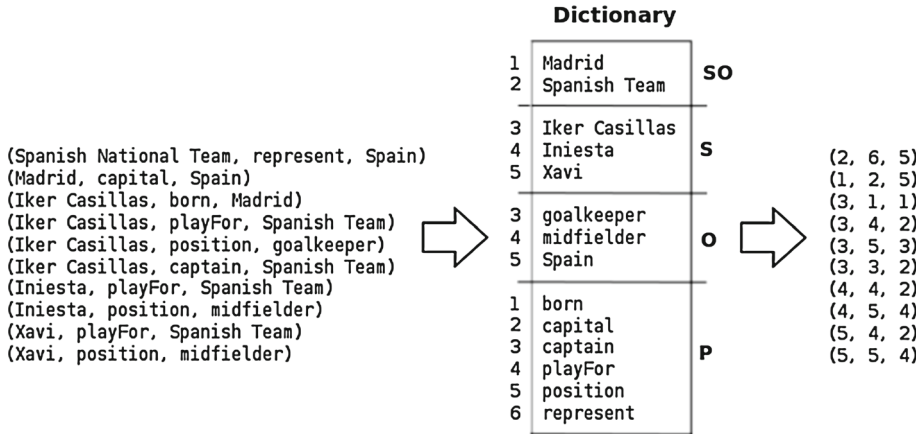 Dictionary
(Spanish National Team, represent, Spain)
(Madrid, capital, Spain)
(Iker Casillas, born, Madrid)
(Iker Casillas, playFor, Spanish Team)
(Iker Casillas, position, goalkeeper)
(Iker Casillas, captain, Spanish Team)
(Iniesta, playFor, Spanish Team)
(Iniesta, position, midfielder)
(Xavi, playFor, Spanish Team)
(Xavi, position, midfielder)
1 Madrid
2 Spanish Team
SO
3 Iker Casillas
4 Iniesta
5 Xavi
S
3 goalkeeper
4 midfielder
5 Spain
O
1 born
2 capital
3 captain
4 playFor
5 position
6 represent
P
(2, 6, 5)
(1, 2, 5)
(3, 1, 1)
(3, 4, 2)
(3, 5, 3)
(3, 3, 2)
(4, 4, 2)
(4, 5, 4)
(5, 4, 2)
(5, 5, 4)